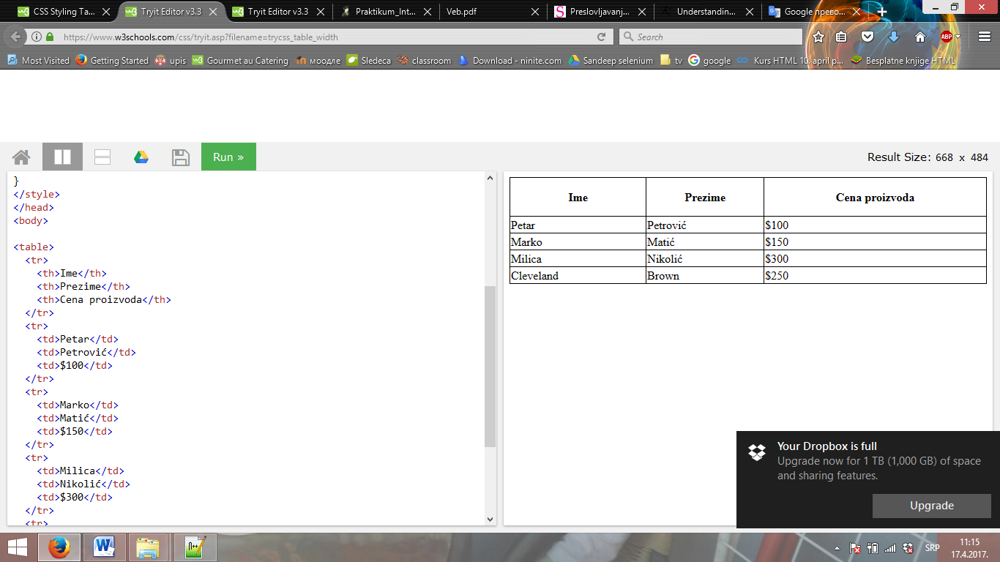 CSS Styling Ta...
Tryit Editor v3.3
Tryit Editor v3.3
Praktikum_Int...
Veb.pdf
Preslovljavanj...
Understandin...
Google прево...
https://www.w3schools.com/css/tryit.asp?filename=trycss_table_width
Search
ABP
Most Visited
Getting Started
upis
Gourmet au Catering
моодле
Sledeca
classroom
Download - ninite.com
Sandeep selenium
tv
google
Kurs HTML 10. april p...
Besplatne knjige HTML
Run »
Result Size: 668 x 484
}
</style>
</head>
<body>
<table>
<tr>
<th>Ime</th>
<th>Prezime</th>
<th>Cena proizvoda</th>
</tr>
<tr>
<td>Petar</td>
<td>Petrović</td>
<td>$100</td>
</tr>
<tr>
<td>Marko</td>
<td>Matić</td>
<td>$150</td>
</tr>
<tr>
<td>Milica</td>
<td>Nikolić</td>
<td>$300</td>
</tr>
<tr>
Ime Prezime Cena proizvoda
Petar Petrović $100
Marko Matić $150
Milica Nikolić $300
Cleveland Brown $250
Your Dropbox is full
Upgrade now for 1 TB (1,000 GB) of space
and sharing features.
Upgrade
SRP
11:15
17.4.2017.